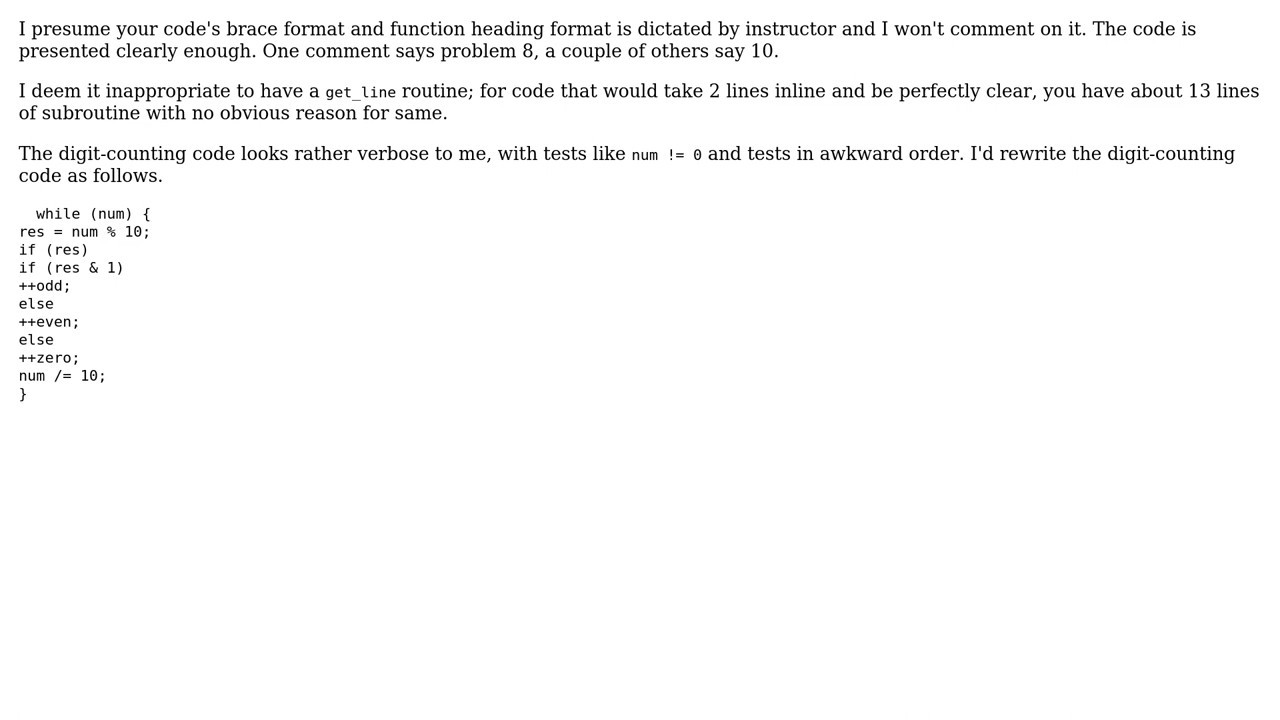 I presume your code's brace format and function heading format is dictated by instructor and I won't comment on it. The code is
presented clearly enough. One comment says problem 8, a couple of others say 10.
I deem it inappropriate to have a get_line routine; for code that would take 2 lines inline and be perfectly clear, you have about 13 lines
of subroutine with no obvious reason for same.
The digit-counting code looks rather verbose to me, with tests like num != 0 and tests in awkward order. I'd rewrite the digit-counting
code as follows.
  while (num) {
res = num % 10;
if (res)
if (res & 1)
++odd;
else
++even;
else
++zero;
num /= 10;
}